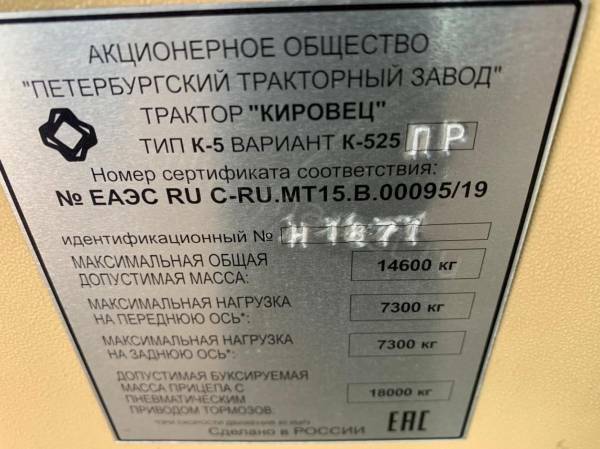 АКЦИОНЕРНОЕ ОБЩЕСТВО
"ПЕТЕРБУРГСКИЙ ТРАКТОРНЫЙ ЗАВОД"
ТРАКТОР "КИРОВЕЦ"
ТИП К-5 ВАРИАНТ К-525 ПР
Номер сертификата соответствия:
№ ЕАЭС RU C-RU.МТ15.В.00095/19
идентификационный №
МАКСИМАЛЬНАЯ ОБЩАЯ
ДОПУСТИМАЯ МАССА: 14600 кг
МАКСИМАЛЬНАЯ НАГРУЗКА
НА ПЕРЕДНЮЮ ОСЬ*: 7300 кг
МАКСИМАЛЬНАЯ НАГРУЗКА
НА ЗАДНЮЮ ОСЬ*: 7300 кг
ДОПУСТИМАЯ БУКСИРУЕМАЯ
МАССА ПРИЦЕПА С
ПНЕВМАТИЧЕСКИМ 18000 кг
ПРИВОДОМ ТОРМОЗОВ:
Сделано в РОССИИ
ЕАС